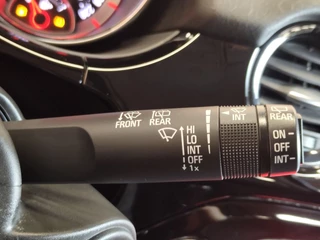 FRONT REAR
HI
LO
INT
OFF
1x
INT
REAR
ON
OFF
INT